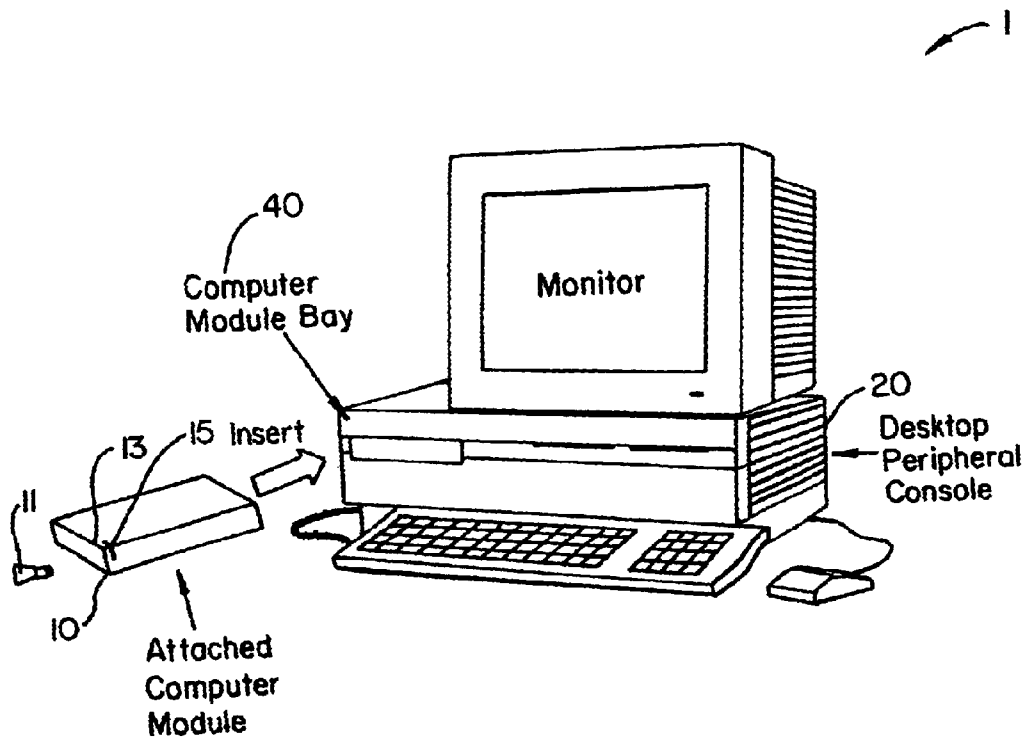 1
40
Computer
Module Bay
Monitor
20
Desktop
Peripheral
Console
13
15 Insert
11
10
Attached
Computer
Module